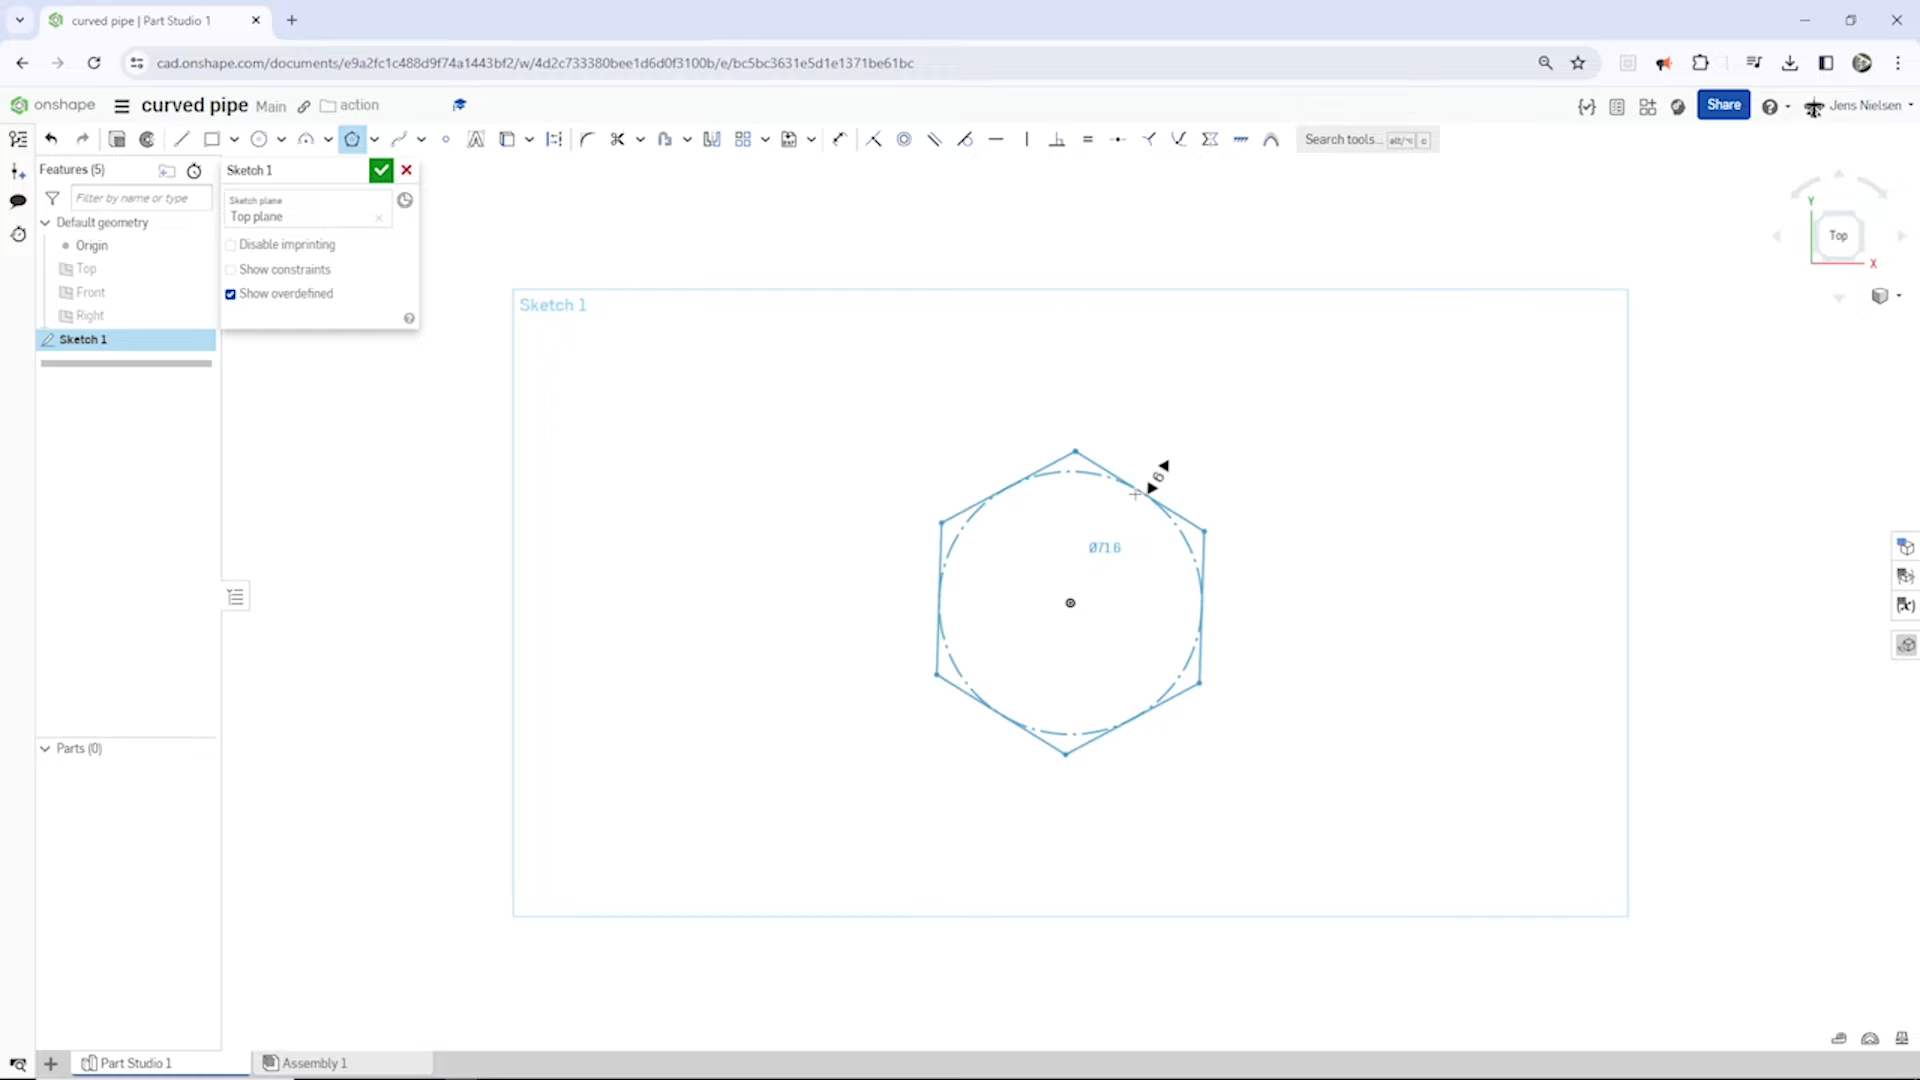 curved pipe | Part Studio 1
cad.onshape.com/documents/e9a2fc1c488d9f74a1443bf2/w/4d2c733380bee1d6d0f3100b/e/bc5bc3631e5d1e1371be61bc
onshape curved pipe Main action Share Jens Nielsen
Search tools... alt/⌥ c
Features (5)
Filter by name or type
Default geometry
Origin
Top
Front
Right
Sketch 1
Sketch 1
Sketch plane
Top plane
Disable imprinting
Show constraints
Show overdefined
Sketch 1
6
Ø71.6
Y
Top
X
(x)
Parts (0)
Part Studio 1
Assembly 1